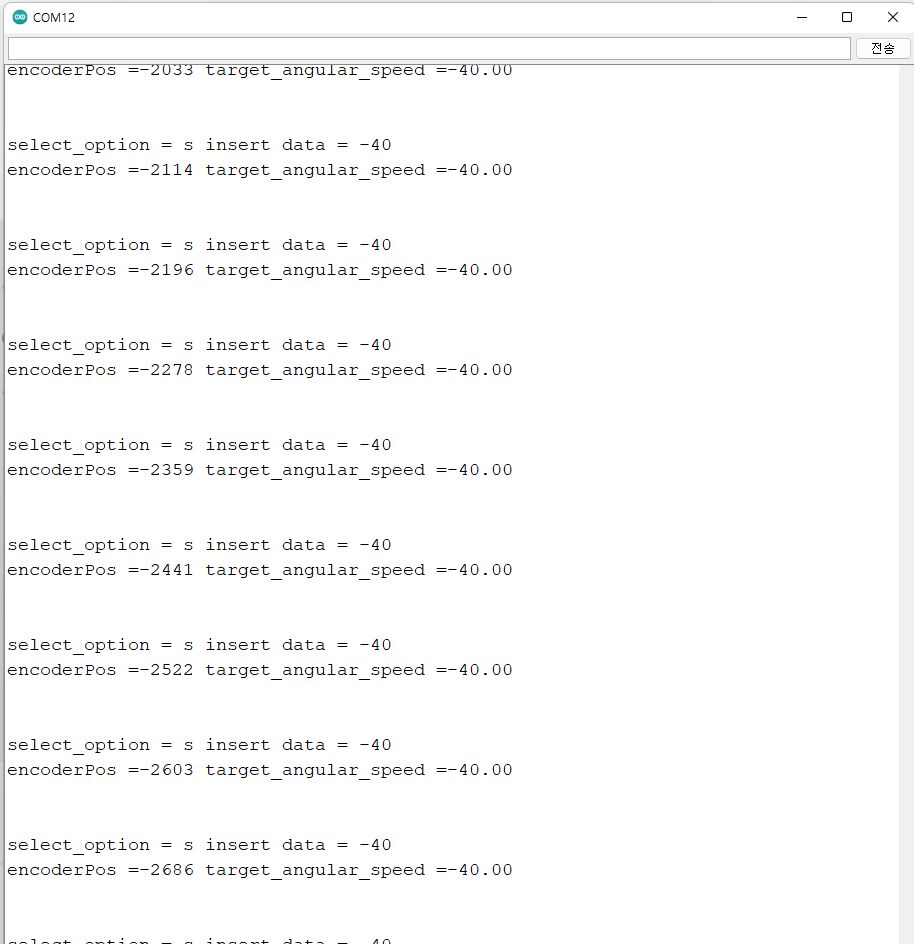 COM12
전송
encoderPos =-2033 target_angular_speed =-40.00
select_option = s insert data = -40
encoderPos =-2114 target_angular_speed =-40.00
select_option = s insert data = -40
encoderPos =-2196 target_angular_speed =-40.00
select_option = s insert data = -40
encoderPos =-2278 target_angular_speed =-40.00
select_option = s insert data = -40
encoderPos =-2359 target_angular_speed =-40.00
select_option = s insert data = -40
encoderPos =-2441 target_angular_speed =-40.00
select_option = s insert data = -40
encoderPos =-2522 target_angular_speed =-40.00
select_option = s insert data = -40
encoderPos =-2603 target_angular_speed =-40.00
select_option = s insert data = -40
encoderPos =-2686 target_angular_speed =-40.00
select_option = s insert data = -40